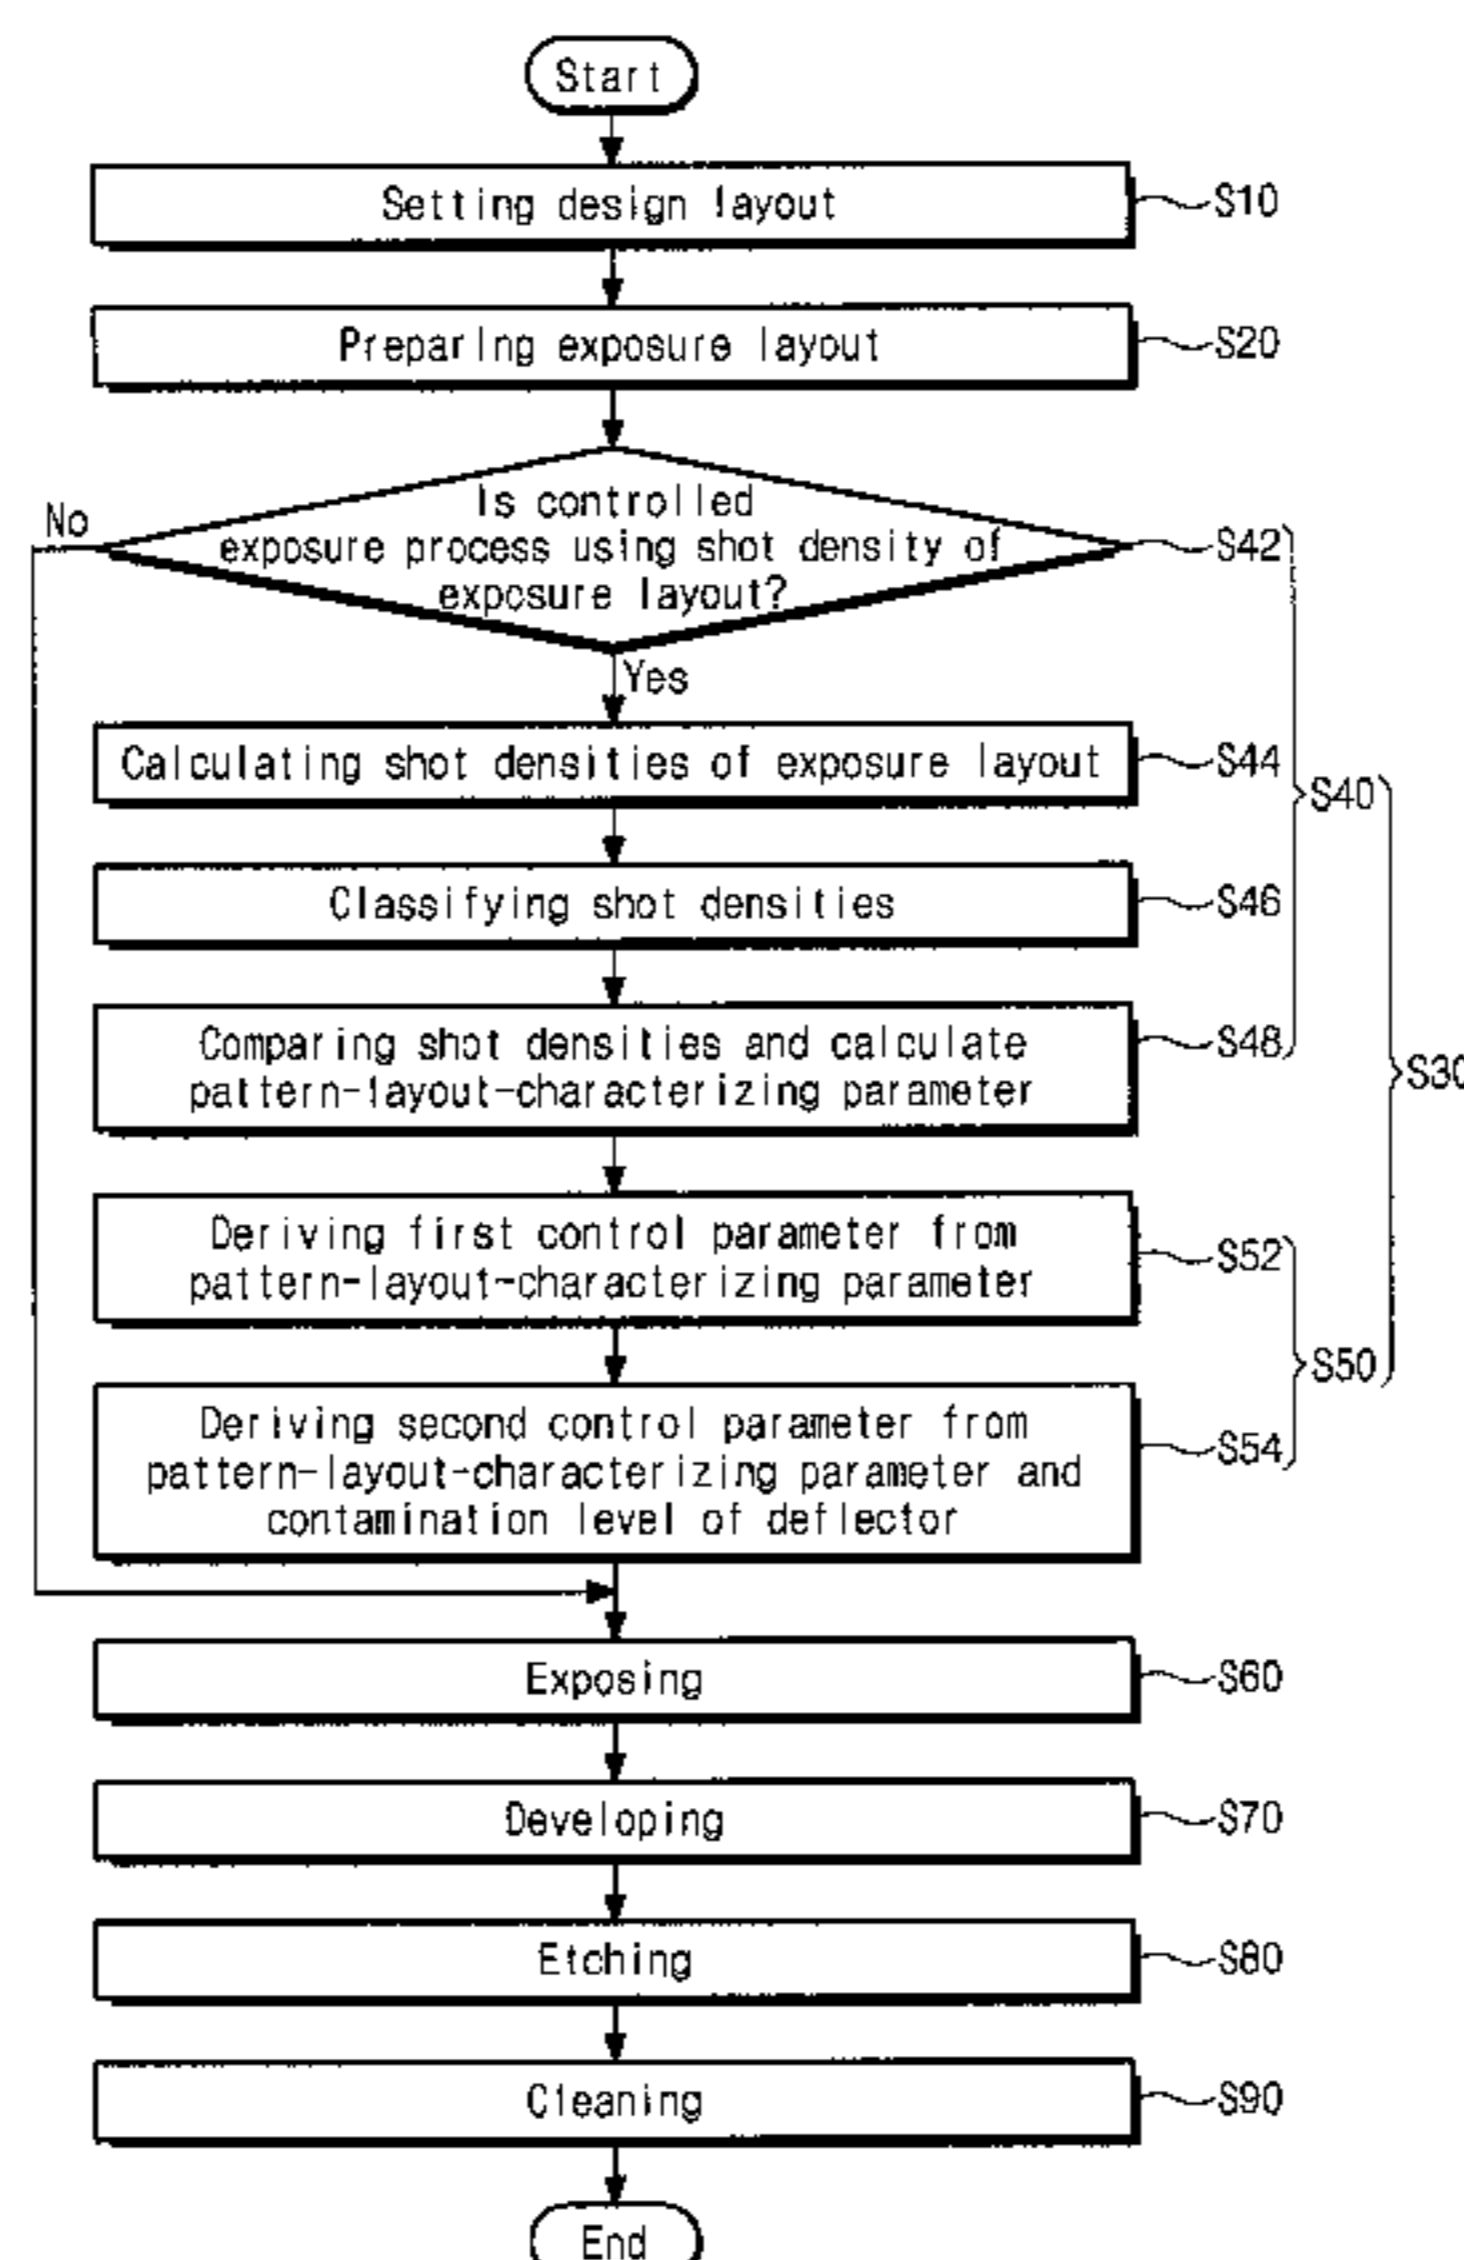 Start
Setting design layout
S10
Preparing exposure layout
S20
Is controlled
exposure process using shot density of
exposure layout?
No
S42
Yes
Calculating shot densities of exposure layout
S44
S40
Classifying shot densities
S46
Comparing shot densities and calculate
pattern-layout-characterizing parameter
S48
S30
Deriving first control parameter from
pattern-layout-characterizing parameter
S52
S50
Deriving second control parameter from
pattern-layout-characterizing parameter and
contamination level of deflector
S54
Exposing
S60
Developing
S70
Etching
S80
Cleaning
S90
End